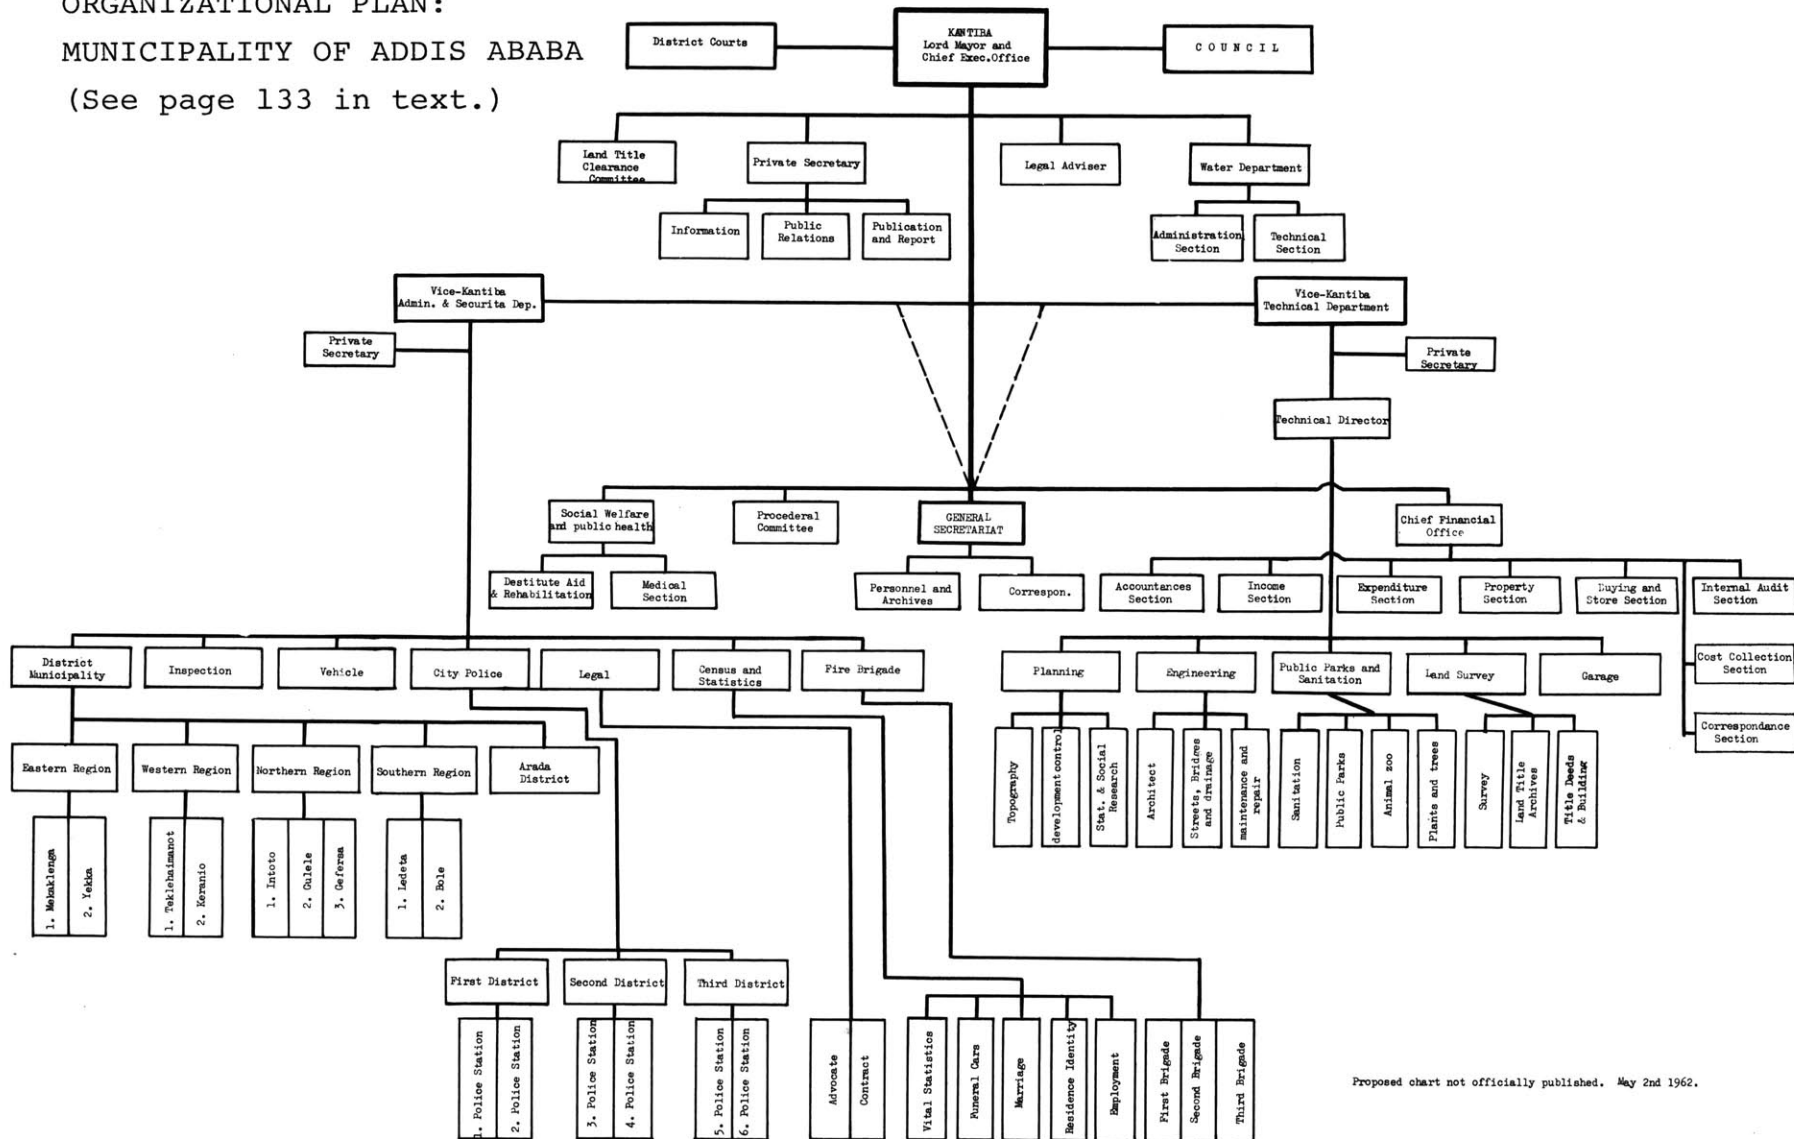 ORGANIZATIONAL PLAN:
MUNICIPALITY OF ADDIS ABABA
(See page 133 in text.)
District Courts
KANTIBA
Lord Mayor and
Chief Exec.Office
COUNCIL
Land Title
Clearance
Committee
Private Secretary
Legal Adviser
Water Department
Information
Public
Relations
Publication
and Report
Administration
Section
Technical
Section
Vice-Kantiba
Admin. & Securita Dep.
Vice-Kantiba
Technical Department
Private
Secretary
Private
Secretary
Technical Director
Social Welfare
and public health
Procederal
Committee
GENERAL
SECRETARIAT
Chief Financial
Office
Destitute Aid
& Rehabilitation
Medical
Section
Personnel and
Archives
Correspon.
Accountances
Section
Income
Section
Expenditure
Section
Property
Section
Buying and
Store Section
Internal Audit
Section
Cost Collection
Section
Correspondance
Section
District
Municipality
Inspection
Vehicle
City Police
Legal
Census and
Statistics
Fire Brigade
Planning
Engineering
Public Parks and
Sanitation
Land Survey
Garage
Eastern Region
Western Region
Northern Region
Southern Region
Arada
District
Topography
development control
Stat. & Social
Research
Architect
Streets, Bridges
and drainage
maintenance and
repair
Sanitation
Public Parks
Animal zoo
Plants and trees
Survey
Land Title
Archives
Title Deeds
& Building
1. Mekaklenga
2. Yekka
1. Teklehaimanot
2. Keranio
1. Intoto
2. Gulele
3. Gefersa
1. Ledeta
2. Bole
First District
Second District
Third District
1. Police Station
2. Police Station
3. Police Station
4. Police Station
5. Police Station
6. Police Station
Advocate
Contract
Vital Statistics
Funeral Cars
Marriage
Residence Identity
Employment
First Brigade
Second Brigade
Third Brigade
Proposed chart not officially published. May 2nd 1962.